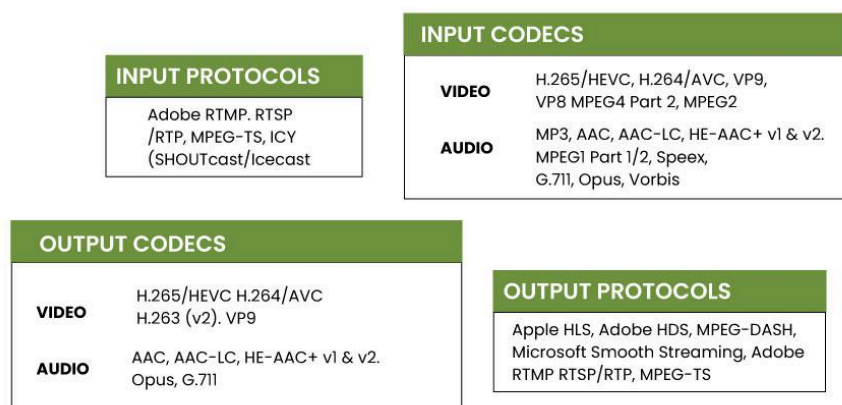 INPUT PROTOCOLS
Adobe RTMP. RTSP
/RTP, MPEG-TS, ICY
(SHOUTcast/Icecast
INPUT CODECS
VIDEO
H.265/HEVC, H.264/AVC, VP9,
VP8 MPEG4 Part 2, MPEG2
AUDIO
MP3, AAC, AAC-LC, HE-AAC+ v1 & v2.
MPEG1 Part 1/2, Speex,
G.711, Opus, Vorbis
OUTPUT CODECS
VIDEO
H.265/HEVC H.264/AVC
H.263 (v2). VP9
AUDIO
AAC, AAC-LC, HE-AAC+ v1 & v2.
Opus, G.711
OUTPUT PROTOCOLS
Apple HLS, Adobe HDS, MPEG-DASH,
Microsoft Smooth Streaming, Adobe
RTMP RTSP/RTP, MPEG-TS